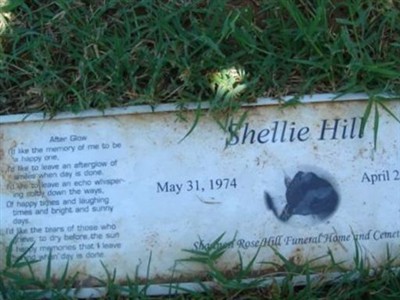 After Glow
I'd like the memory of me to be
a happy one,
I'd like to leave an afterglow of
smiles when day is done.
I'd like to leave an echo whisper-
ing softly down the ways,
Of happy times and laughing
times and bright and sunny
days.
I'd like the tears of those who
grieve, to dry before the sun
happy memories that I leave
when day is done.
Shellie Hill
May 31, 1974
April 2
Shannon Rose Hill Funeral Home and Cemet